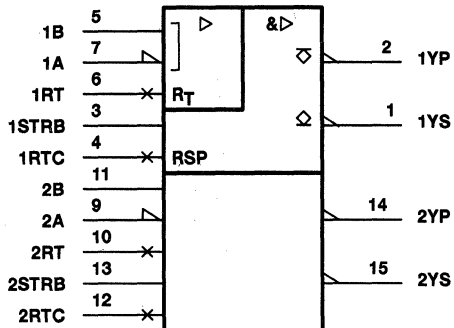 5
1B
& 2
7
1A 1YP
6
1RT RT
3 1
1STRB 1YS
4
1RTC RSP
11
2B
9 14
2A 2YP
10
2RT
13 15
2STRB 2YS
12
2RTC